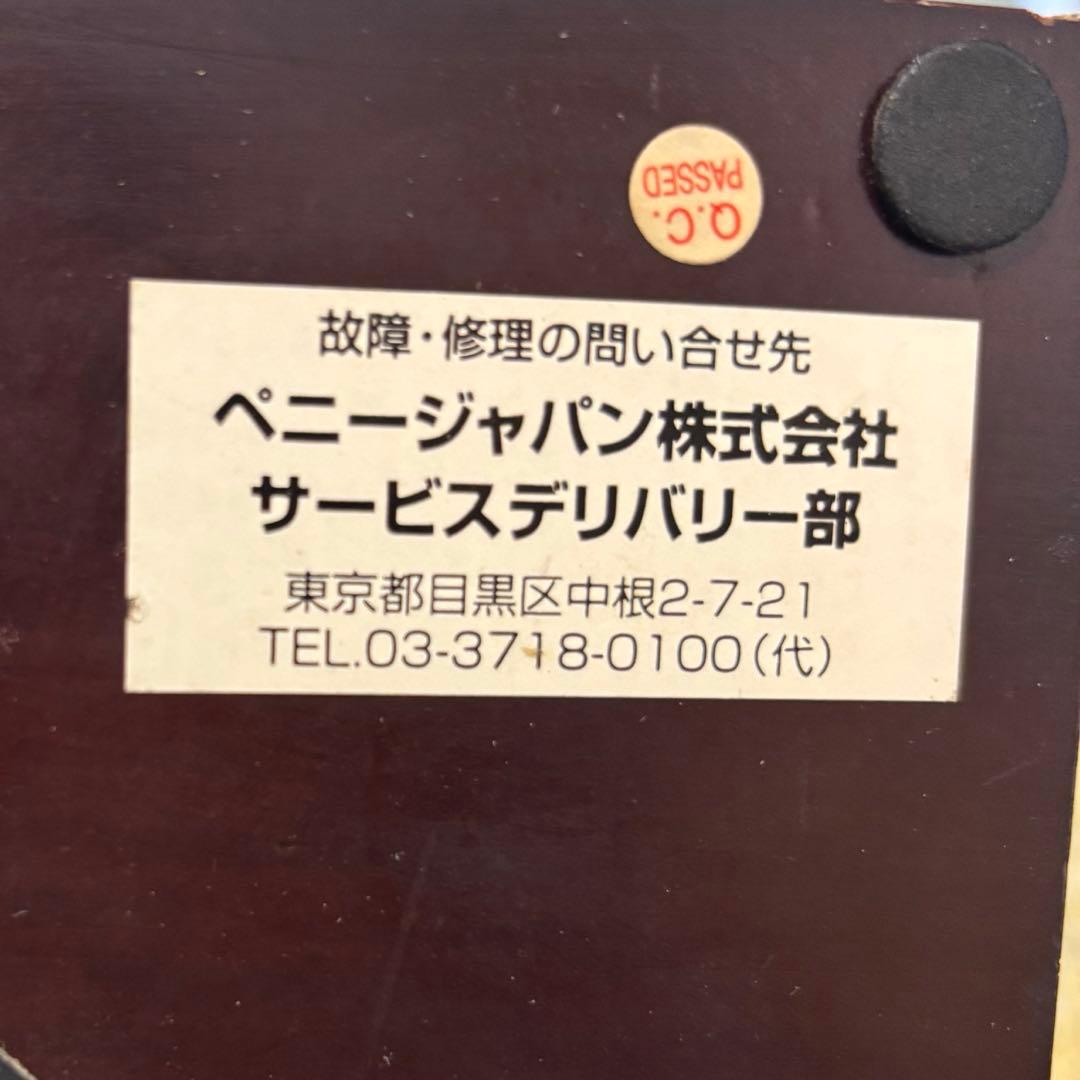 Q.C.
PASSED
故障・修理の問い合せ先
ペニージャパン株式会社
サービスデリバリー部
東京都目黒区中根2-7-21
TEL.03-3718-0100(代)